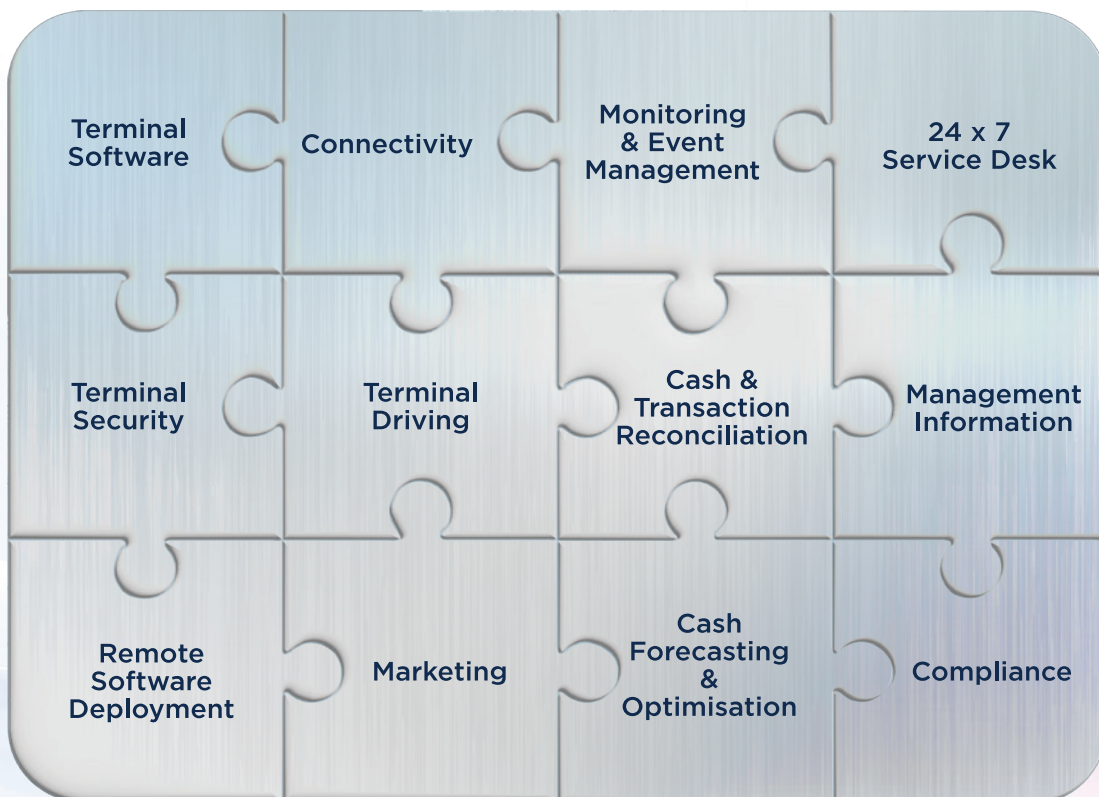 Terminal
Software
Connectivity
Monitoring
& Event
Management
24 x 7
Service Desk
Terminal
Security
Terminal
Driving
Cash &
Transaction
Reconciliation
Management
Information
Remote
Software
Deployment
Marketing
Cash
Forecasting
&
Optimisation
Compliance